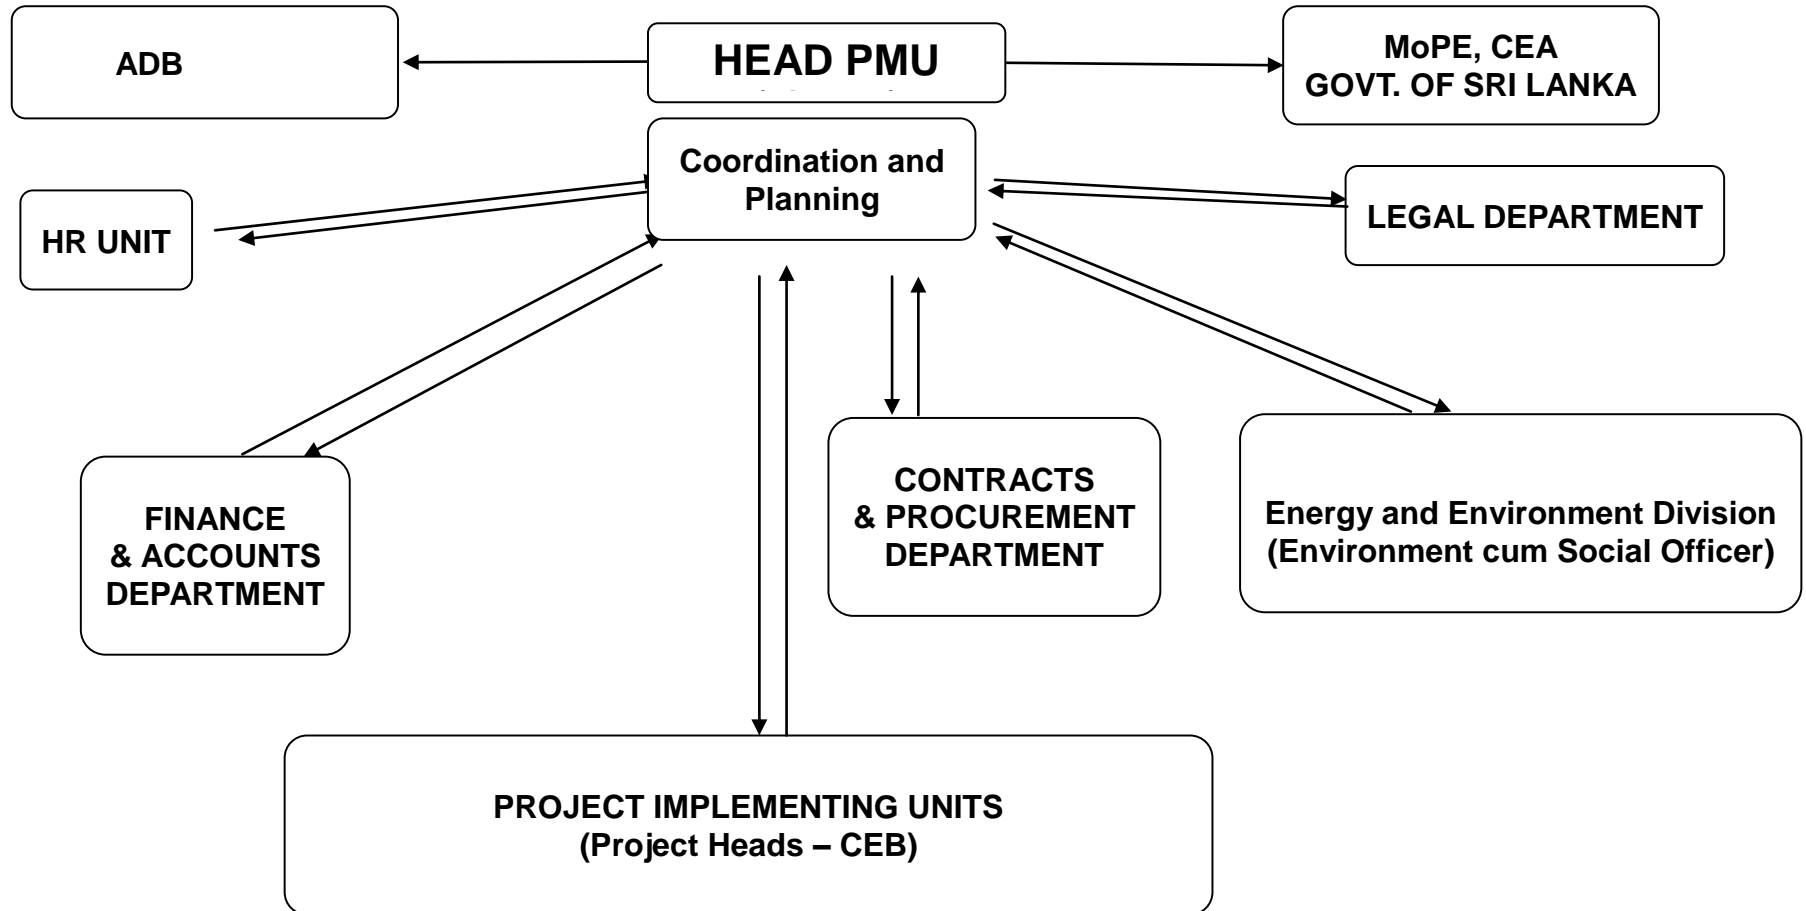 ADB
HEAD PMU
MoPE, CEA
GOVT. OF SRI LANKA
Coordination and
Planning
HR UNIT
LEGAL DEPARTMENT
FINANCE
& ACCOUNTS
DEPARTMENT
CONTRACTS
& PROCUREMENT
DEPARTMENT
Energy and Environment Division
(Environment cum Social Officer)
PROJECT IMPLEMENTING UNITS
(Project Heads – CEB)